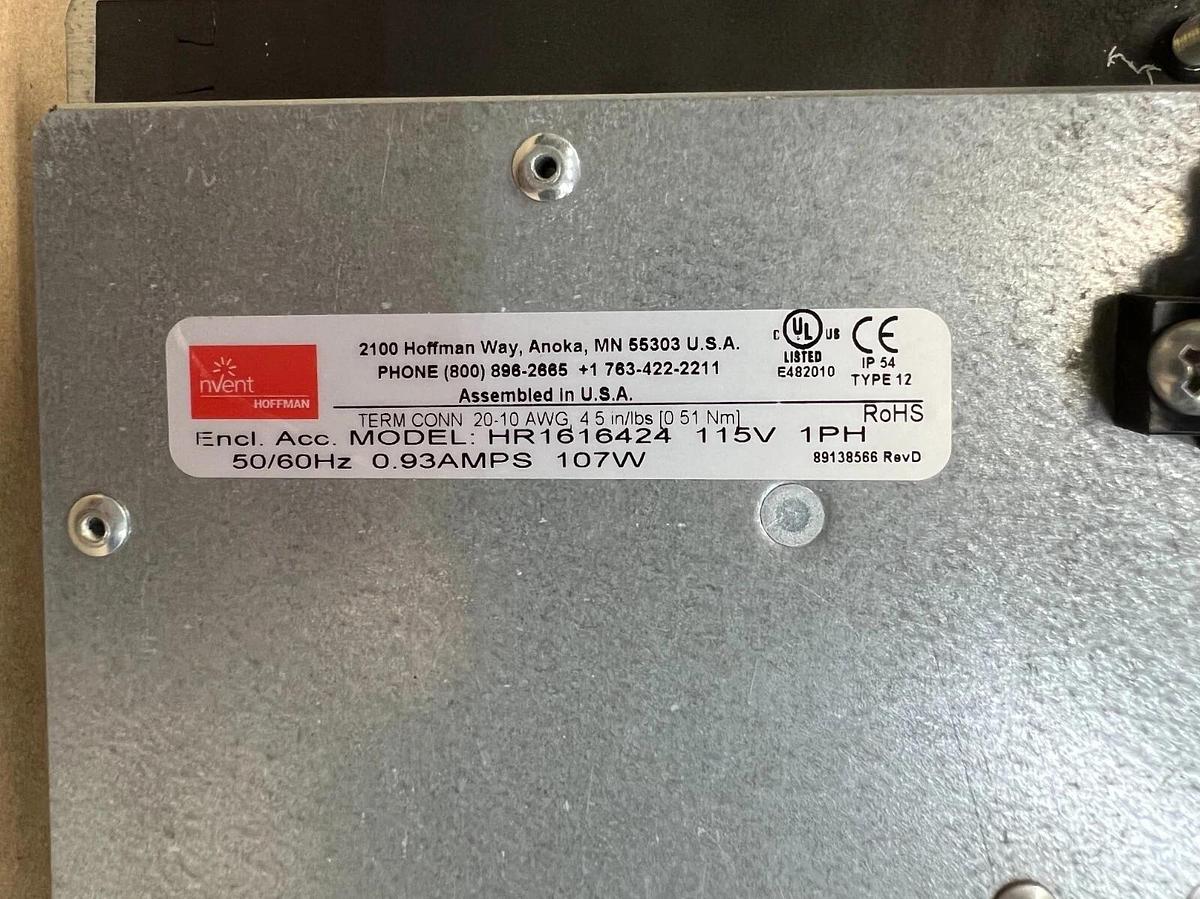 nVent
HOFFMAN
2100 Hoffman Way, Anoka, MN 55303 U.S.A.
PHONE (800) 896-2665 +1 763-422-2211
Assembled In U.S.A.
C UL US
LISTED
E482010
CE
IP 54
TYPE 12
TERM CONN 20-10 AWG, 4 5 in/lbs [0 51 Nm]
RoHS
Encl. Acc. MODEL: HR1616424 115V 1PH
50/60Hz 0.93AMPS 107W
89138566 RevD